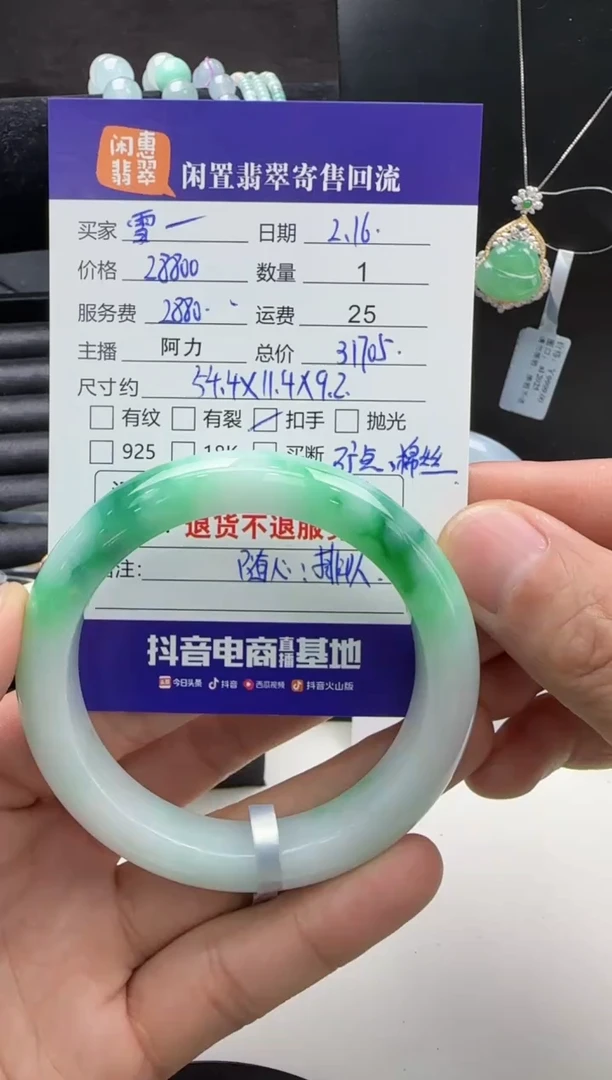 闲惠
翡翠
闲置翡翠寄售回流
买家 雪一 日期 2.16.
价格 28800 数量 1
服务费 2880. 运费 25
主播 阿力 总价 31705.
尺寸约 54.4X11.4X9.2
有纹 有裂 扣手 抛光
925 18K 买断 矿点、棉丝
退货不退服
注: 随心:排队.
抖音电商直播基地
今日头条 抖音 西瓜视频 抖音火山版